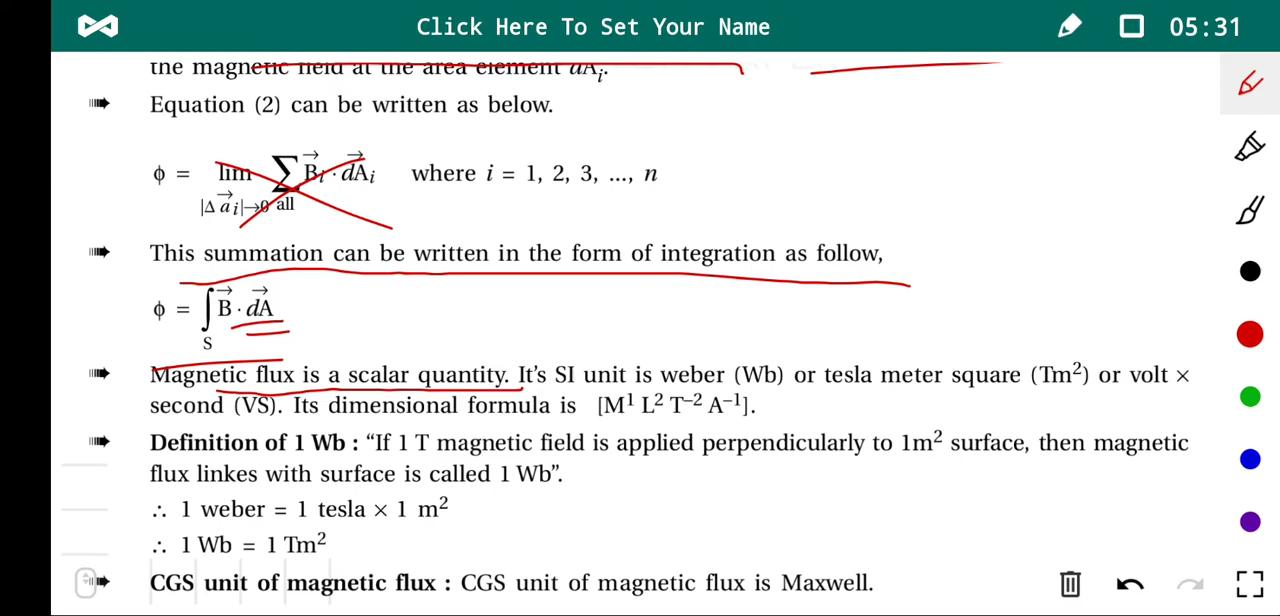 Click Here To Set Your Name
05:31
the magnetic field at the area element dAᵢ.
Equation (2) can be written as below.
ϕ = lim |Δ a⃗ᵢ|→0 ∑ all B⃗ᵢ · dA⃗ᵢ where i = 1, 2, 3, ..., n
This summation can be written in the form of integration as follow,
ϕ = ∫ S B⃗ · dA⃗
Magnetic flux is a scalar quantity. It's SI unit is weber (Wb) or tesla meter square (Tm²) or volt ×
second (VS). Its dimensional formula is [M¹ L² T⁻² A⁻¹].
Definition of 1 Wb : “If 1 T magnetic field is applied perpendicularly to 1m² surface, then magnetic
flux linkes with surface is called 1 Wb”.
∴ 1 weber = 1 tesla × 1 m²
∴ 1 Wb = 1 Tm²
CGS unit of magnetic flux : CGS unit of magnetic flux is Maxwell.